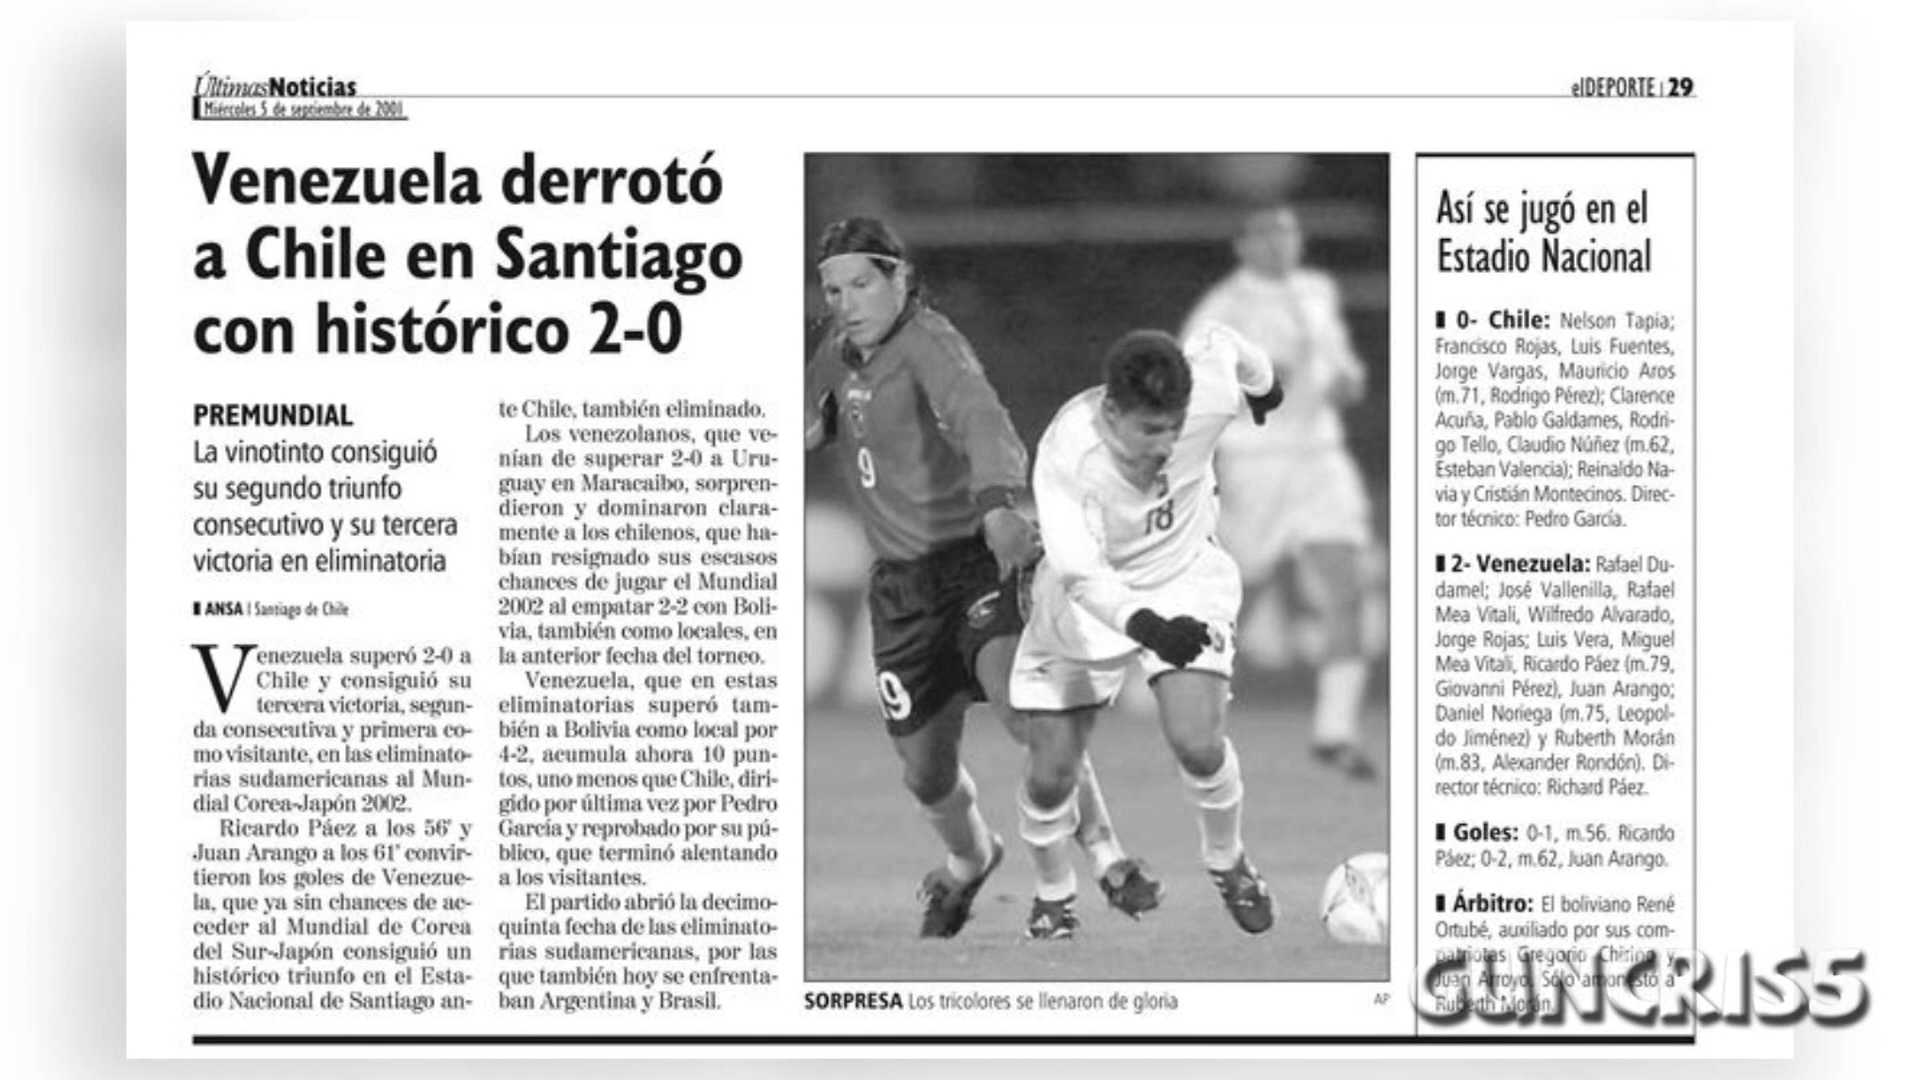 ÚltimasNoticias
Miércoles 5 de septiembre de 2001
elDEPORTE | 29
Venezuela derrotó
a Chile en Santiago
con histórico 2-0
PREMUNDIAL
La vinotinto consiguió
su segundo triunfo
consecutivo y su tercera
victoria en eliminatoria
ANSA | Santiago de Chile
Venezuela superó 2-0 a
Chile y consiguió su
tercera victoria, segun-
da consecutiva y primera co-
mo visitante, en las eliminato-
rias sudamericanas al Mun-
dial Corea-Japón 2002.
Ricardo Páez a los 56' y
Juan Arango a los 61' convir-
tieron los goles de Venezue-
la, que ya sin chances de ac-
ceder al Mundial de Corea
del Sur-Japón consiguió un
histórico triunfo en el Esta-
dio Nacional de Santiago an-
te Chile, también eliminado.
Los venezolanos, que ve-
nían de superar 2-0 a Uru-
guay en Maracaibo, sorpren-
dieron y dominaron clara-
mente a los chilenos, que ha-
bían resignado sus escasos
chances de jugar el Mundial
2002 al empatar 2-2 con Boli-
via, también como locales, en
la anterior fecha del torneo.
Venezuela, que en estas
eliminatorias superó tam-
bién a Bolivia como local por
4-2, acumula ahora 10 pun-
tos, uno menos que Chile, diri-
gido por última vez por Pedro
García y reprobado por su pú-
blico, que terminó alentando
a los visitantes.
El partido abrió la decimo-
quinta fecha de las eliminato-
rias sudamericanas, por las
que también hoy se enfrenta-
ban Argentina y Brasil.
9
18
19
SORPRESA Los tricolores se llenaron de gloria
AP
Así se jugó en el
Estadio Nacional
0- Chile: Nelson Tapia;
Francisco Rojas, Luis Fuentes,
Jorge Vargas, Mauricio Aros
(m.71, Rodrigo Pérez); Clarence
Acuña, Pablo Galdames, Rodri-
go Tello, Claudio Núñez (m.62,
Esteban Valencia); Reinaldo Na-
via y Cristián Montecinos. Direc-
tor técnico: Pedro García.
2- Venezuela: Rafael Du-
damel; José Vallenilla, Rafael
Mea Vitali, Wilfredo Alvarado,
Jorge Rojas; Luis Vera, Miguel
Mea Vitali, Ricardo Páez (m.79,
Giovanni Pérez), Juan Arango;
Daniel Noriega (m.75, Leopol-
do Jiménez) y Ruberth Morán
(m.83, Alexander Rondón). Di-
rector técnico: Richard Páez.
Goles: 0-1, m.56. Ricardo
Páez; 0-2, m.62, Juan Arango.
Árbitro: El boliviano René
Ortubé, auxiliado por sus com-
patriotas Gregorio Chirino y
Juan Arroyo. Sólo amonestó a
Ruberth Morán.
GUNCRIS5